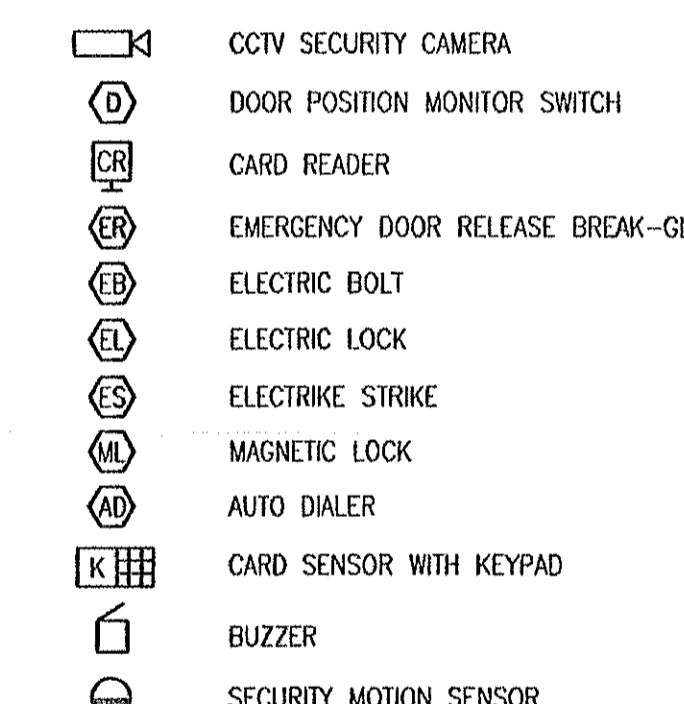 CCTV SECURITY CAMERA
D DOOR POSITION MONITOR SWITCH
CR CARD READER
ER EMERGENCY DOOR RELEASE BREAK-
EB ELECTRIC BOLT
EL ELECTRIC LOCK
ES ELECTRIKE STRIKE
ML MAGNETIC LOCK
AD AUTO DIALER
K CARD SENSOR WITH KEYPAD
BUZZER
SECURITY MOTION SENSOR